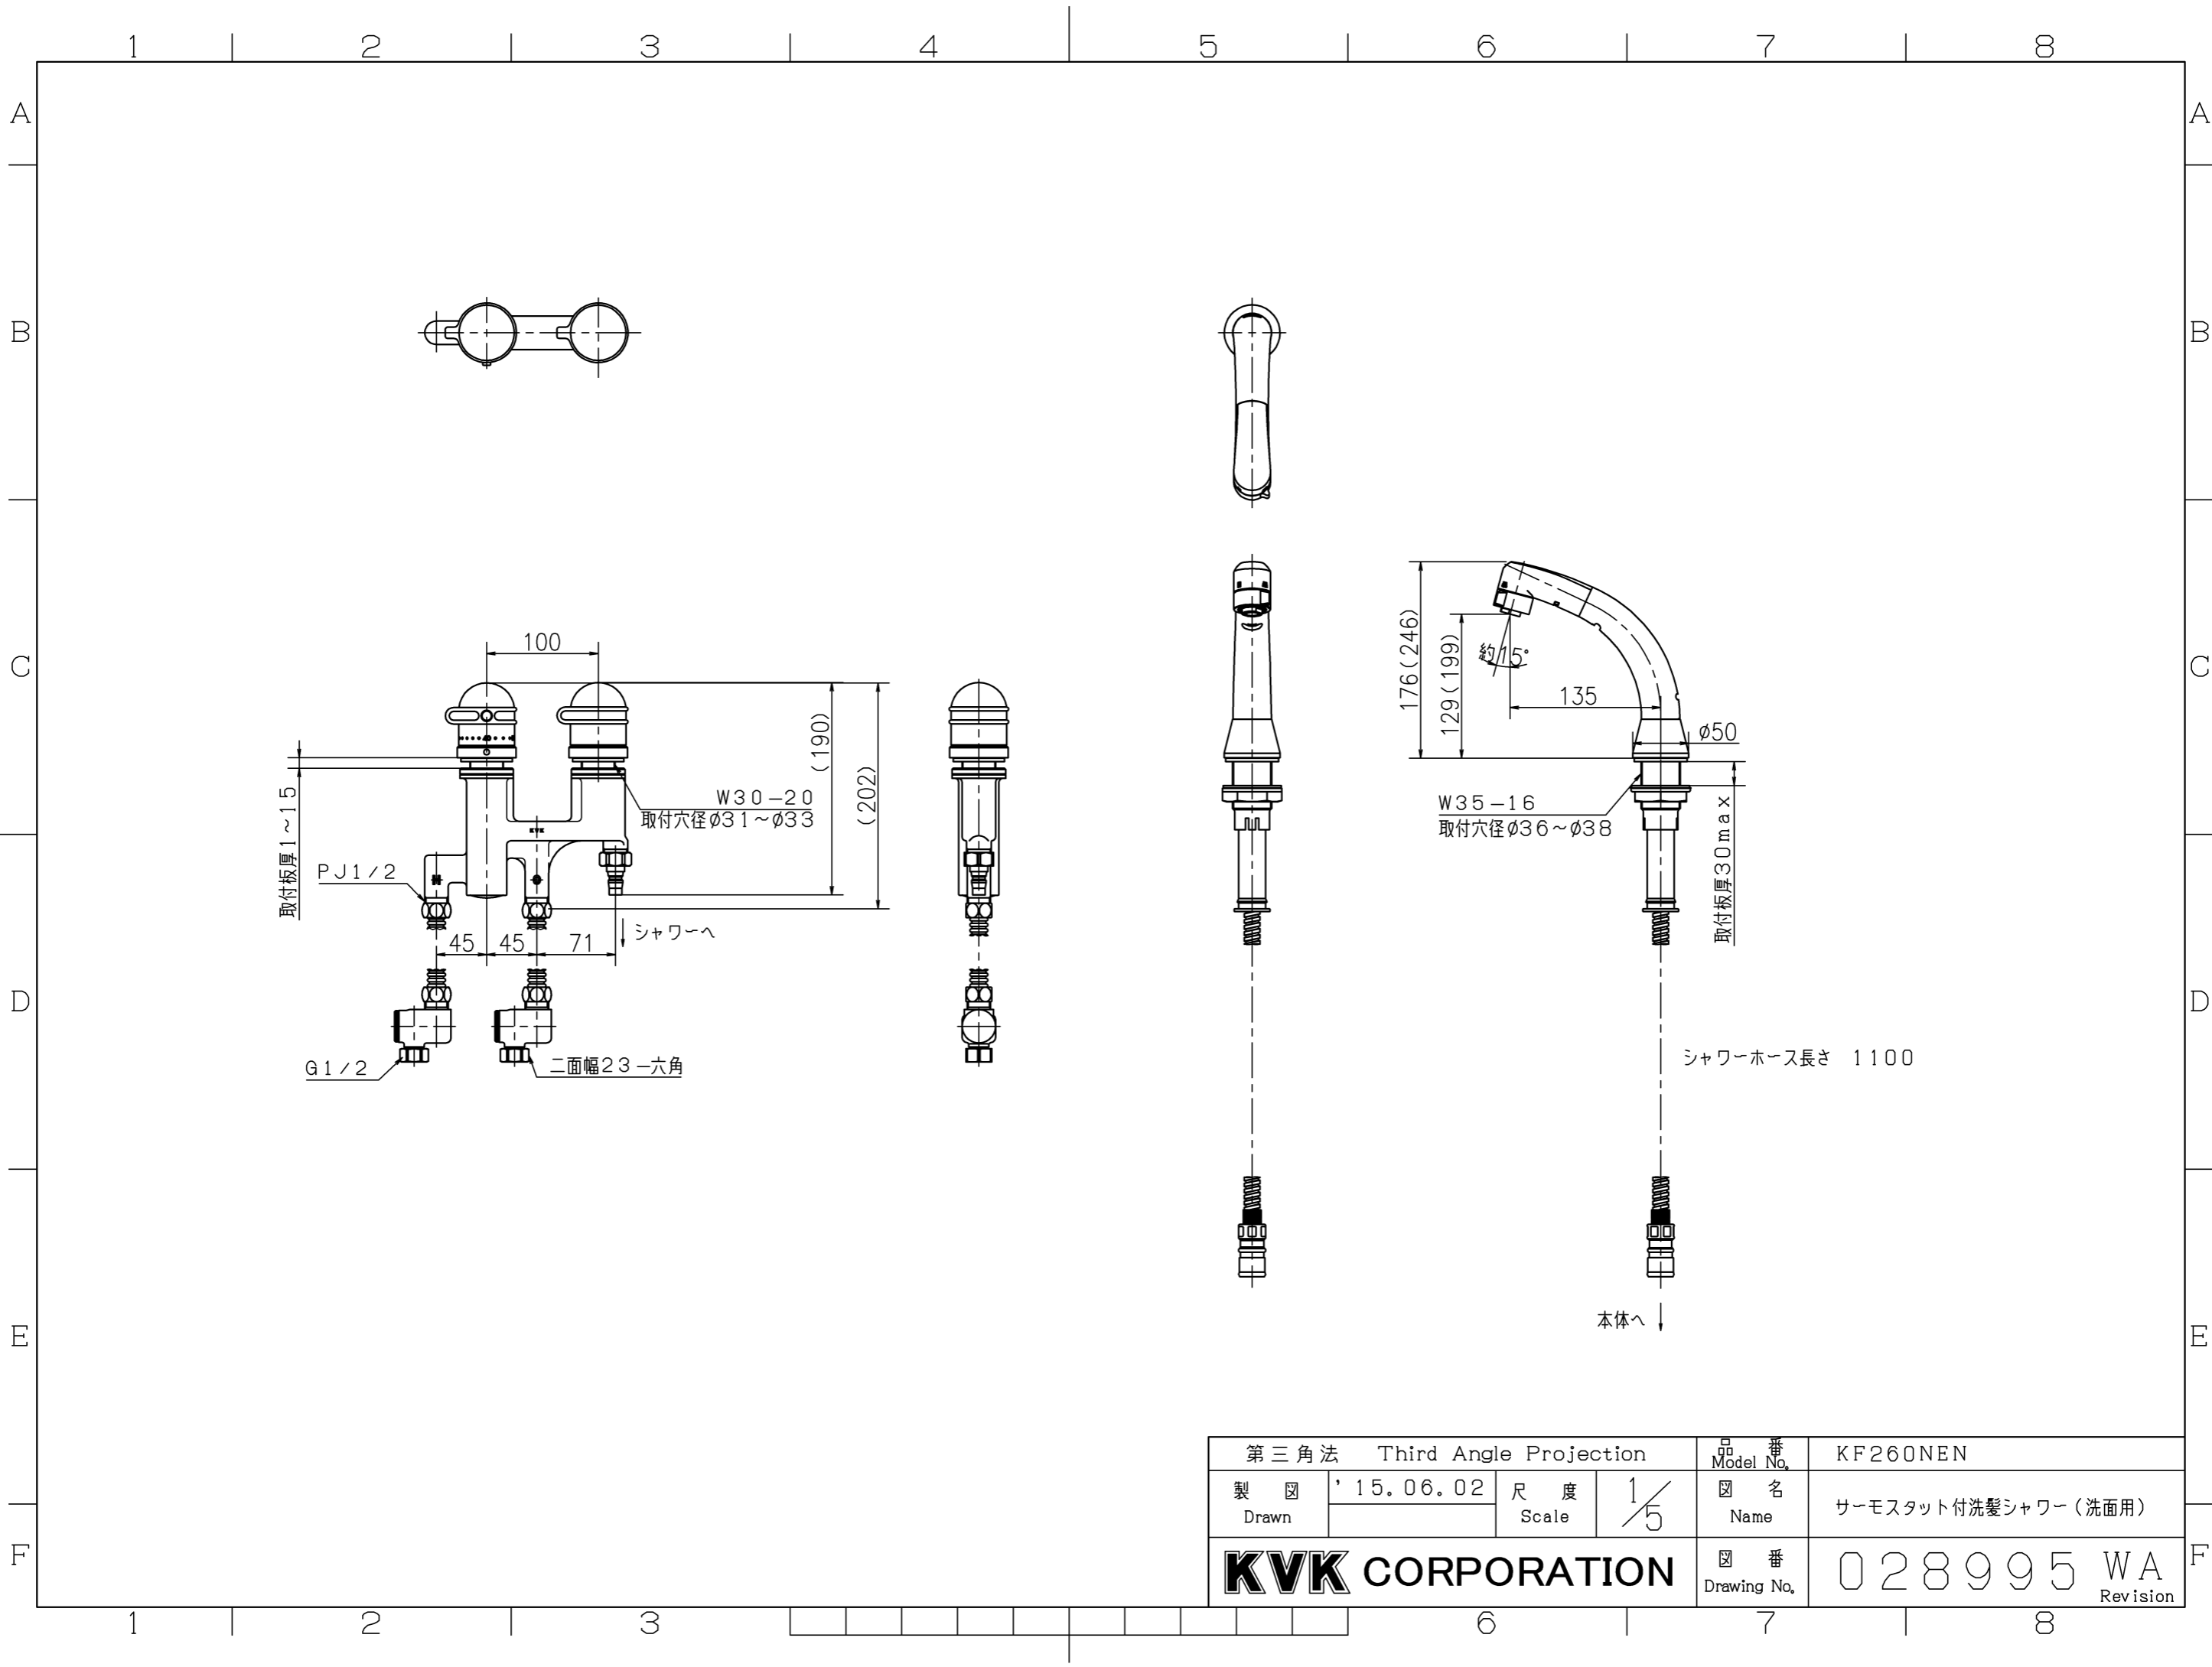 1 2 3 4 5 6 7 8
A A
B B
C C
D D
E E
F F
100
(190)
(202)
取付板厚1~15
W30-20
取付穴径ø31~ø33
KVK
PJ1/2
45 45 71
シャワーへ
G1/2
二面幅23-六角
176(246)
129(199)
約15°
135
ø50
W35-16
取付穴径ø36~ø38
取付板厚30max
シャワーホース長さ 1100
本体へ
第三角法 Third Angle Projection
品番 Model No.
KF260NEN
製図 Drawn
'15.06.02
尺度 Scale
1/5
図名 Name
サーモスタット付洗髪シャワー(洗面用)
KVK CORPORATION
図番 Drawing No.
028995 WA
Revision
1 2 3 6 7 8